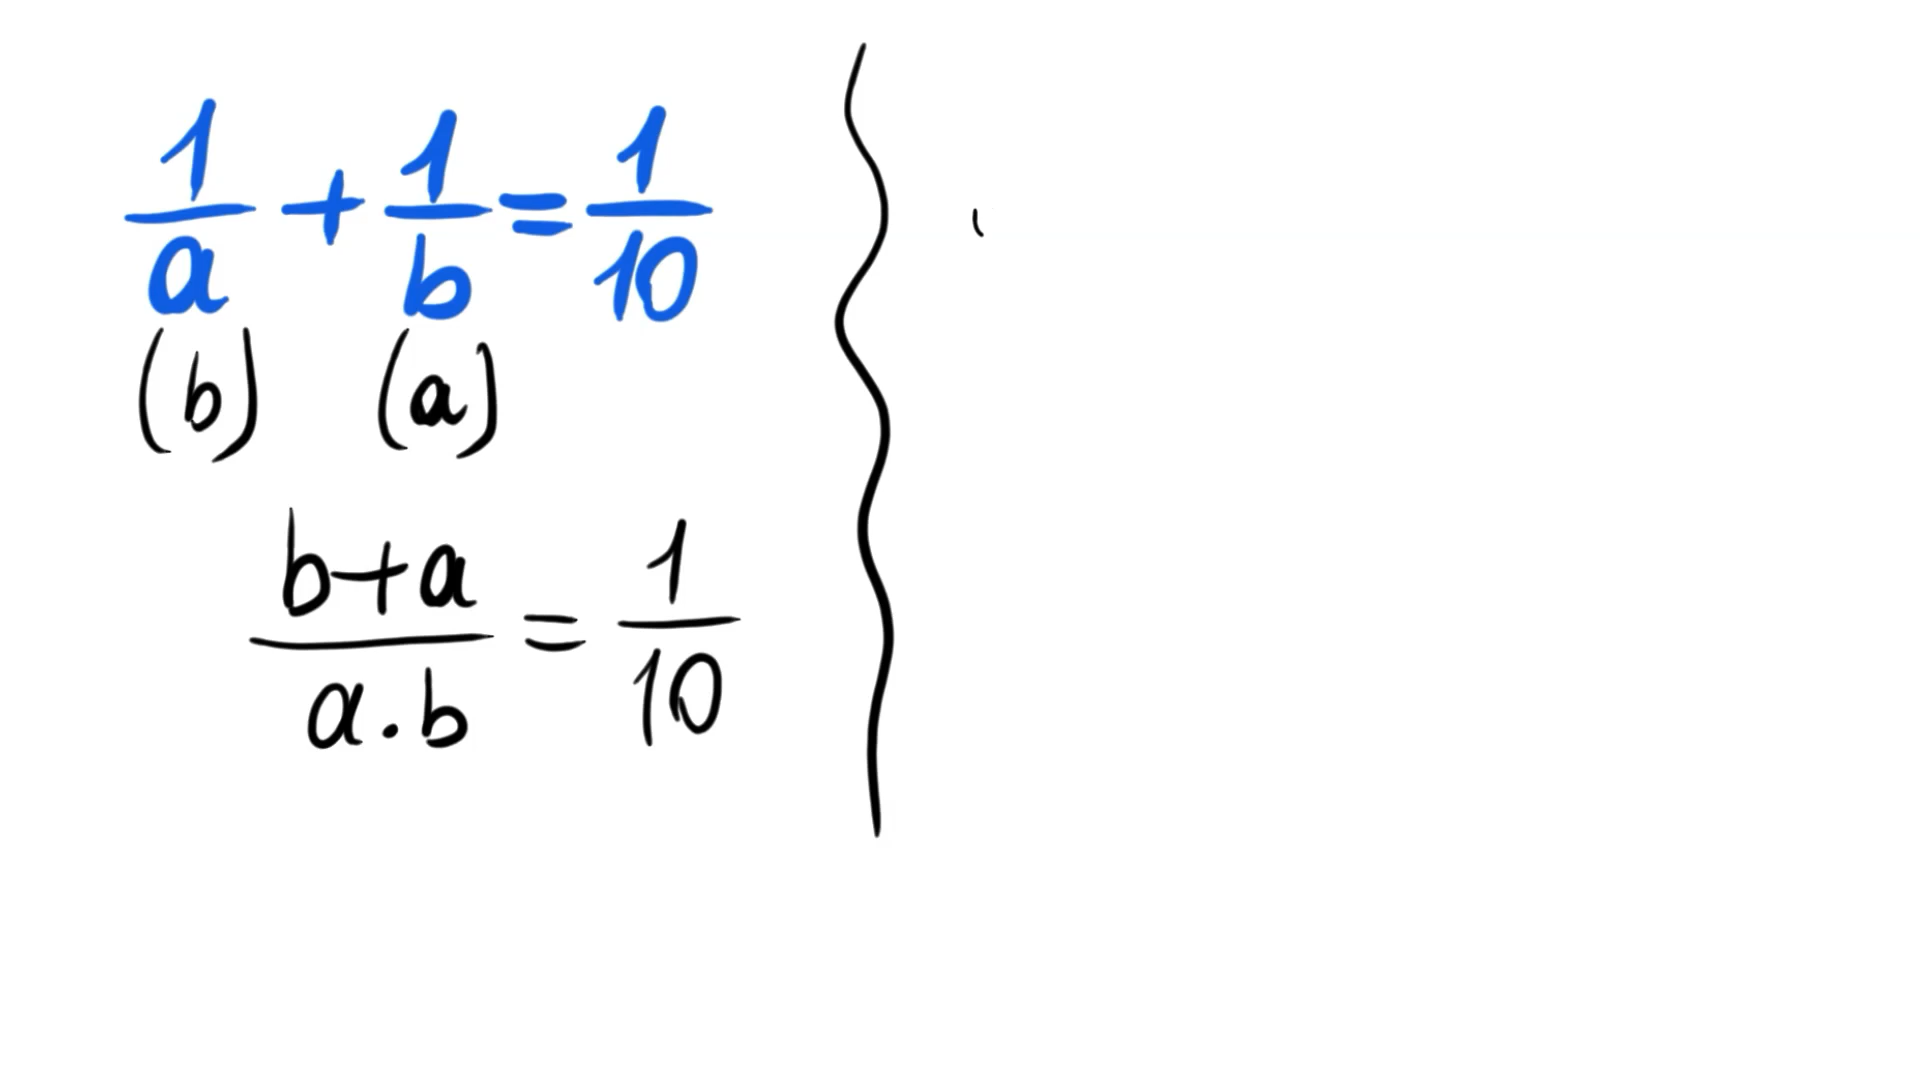 1/a + 1/b = 1/10
(b) (a)
b+a/a.b = 1/10